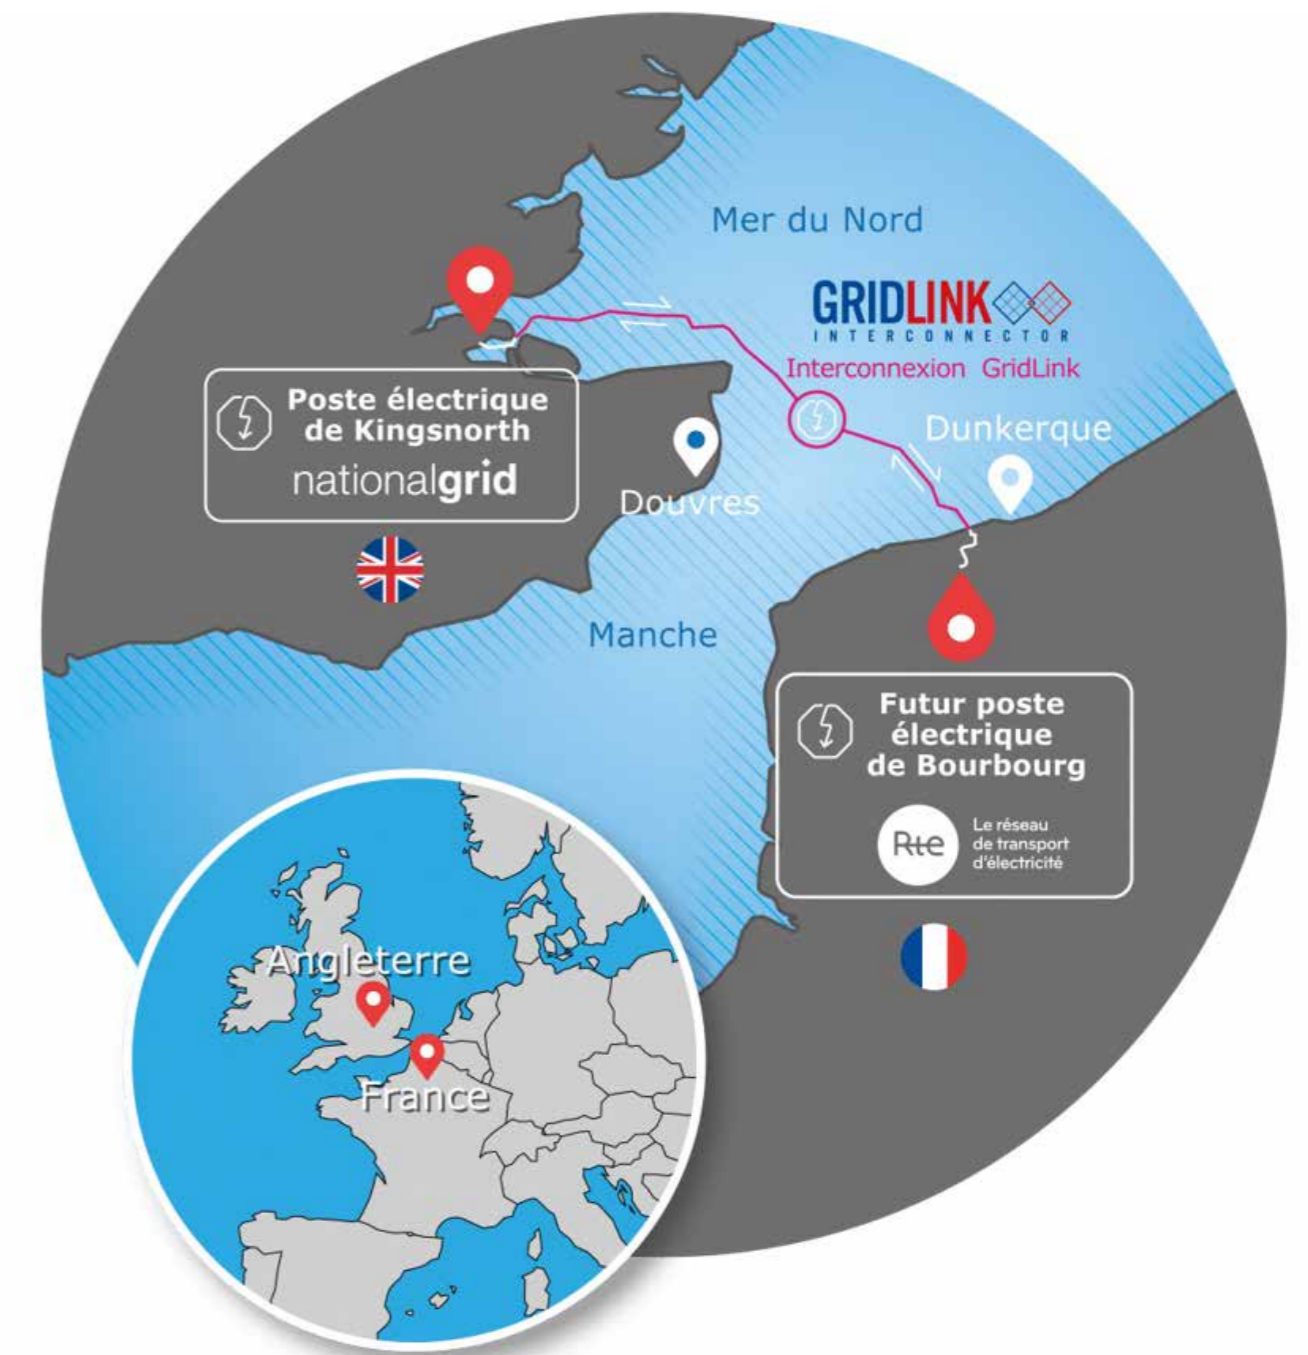 Mer du Nord
GRIDLINK
INTERCONNECTOR
Interconnexion GridLink
Poste électrique
de Kingsnorth
nationalgrid
Dunkerque
Douvres
Manche
Futur poste
électrique
de Bourbourg
Rte
Le réseau
de transport
d'électricité
Angleterre
France